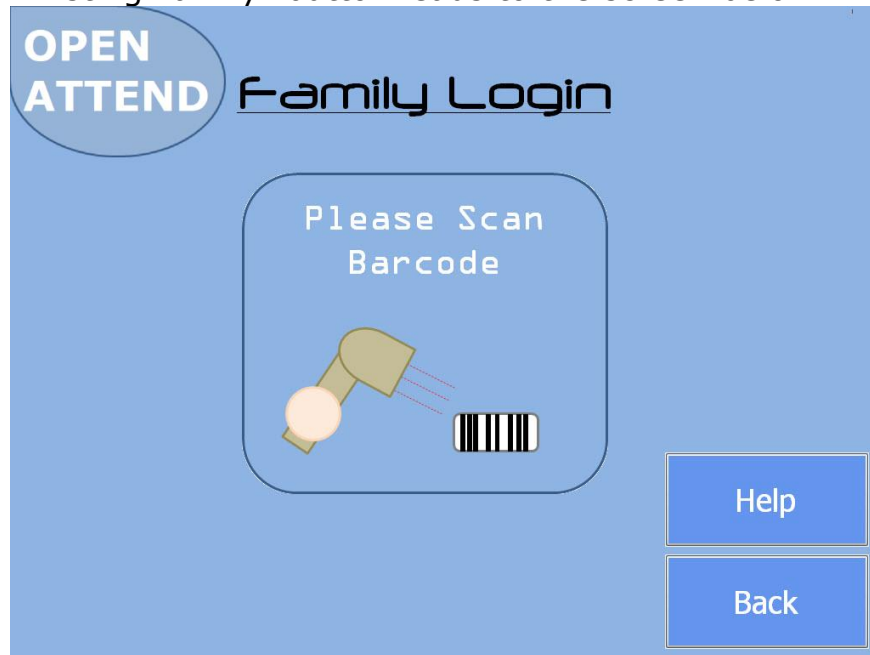 OPEN
ATTEND
Family Login
Please Scan
Barcode
Help
Back